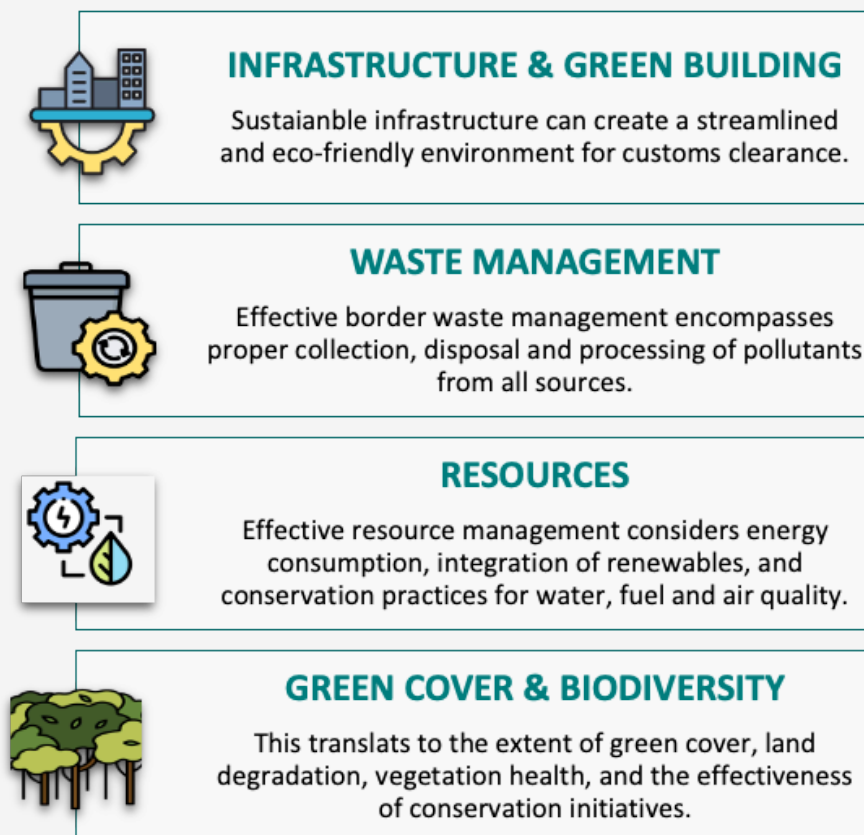 INFRASTRUCTURE & GREEN BUILDING
Sustaianble infrastructure can create a streamlined
and eco-friendly environment for customs clearance.
WASTE MANAGEMENT
Effective border waste management encompasses
proper collection, disposal and processing of pollutants
from all sources.
RESOURCES
Effective resource management considers energy
consumption, integration of renewables, and
conservation practices for water, fuel and air quality.
GREEN COVER & BIODIVERSITY
This translats to the extent of green cover, land
degradation, vegetation health, and the effectiveness
of conservation initiatives.